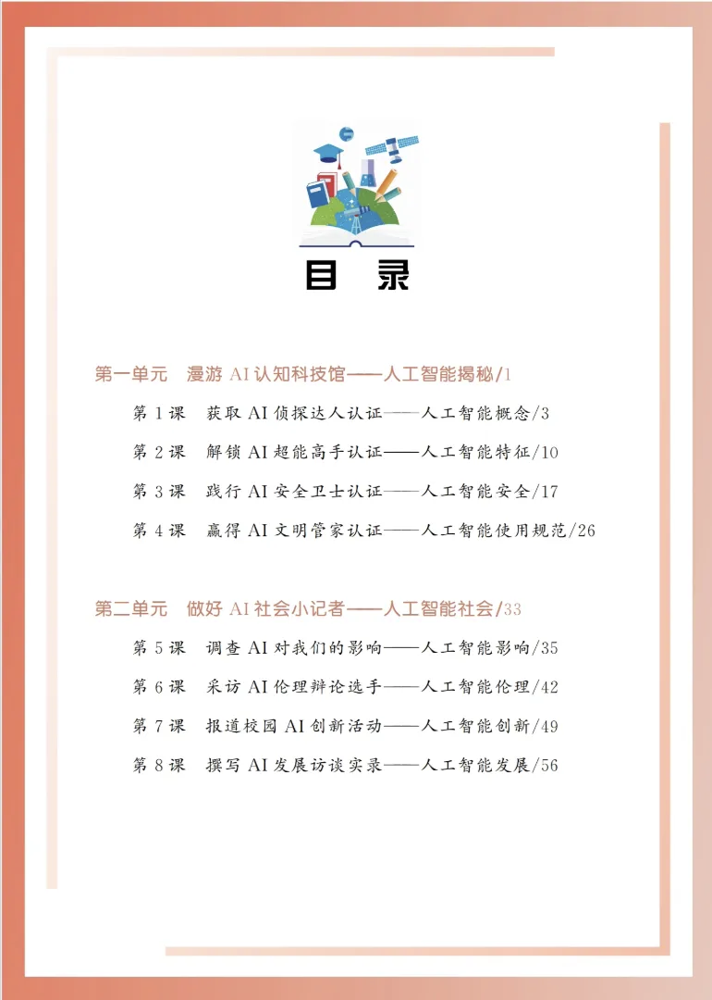 目 录
第一单元 漫游 AI 认知科技馆——人工智能揭秘/1
第 1 课 获取 AI 侦探达人认证——人工智能概念/3
第 2 课 解锁 AI 超能高手认证——人工智能特征/10
第 3 课 践行 AI 安全卫士认证——人工智能安全/17
第 4 课 赢得 AI 文明管家认证——人工智能使用规范/26
第二单元 做好 AI 社会小记者——人工智能社会/33
第 5 课 调查 AI 对我们的影响——人工智能影响/35
第 6 课 采访 AI 伦理辩论选手——人工智能伦理/42
第 7 课 报道校园 AI 创新活动——人工智能创新/49
第 8 课 撰写 AI 发展访谈实录——人工智能发展/56